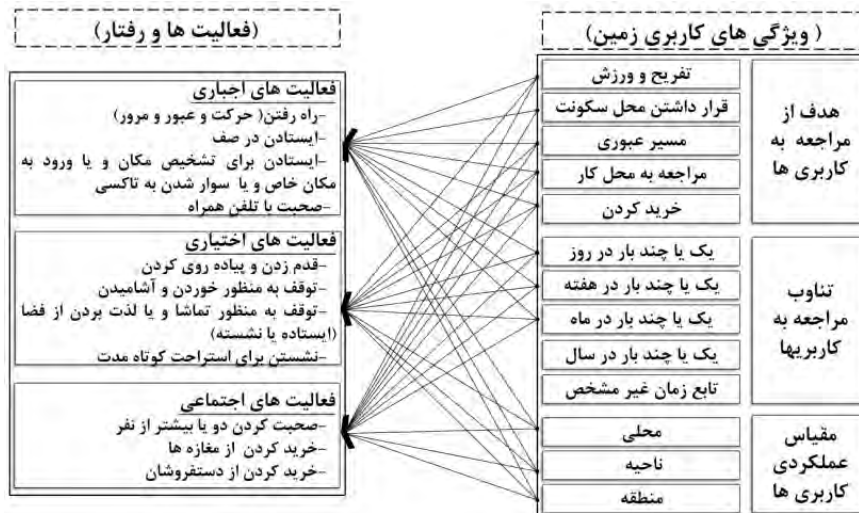 ( ویژگی های کاربری زمین)
هدف از
مراجعه به
کاربری ها
تفریح و ورزش
قرار داشتن محل سکونت
مسیر عبوری
مراجعه به محل کار
خرید کردن
تناوب
مراجعه به
کاربریها
یک یا چند بار در روز
یک یا چند بار در هفته
یک یا چند بار در ماه
یک یا چند بار در سال
تابع زمان غیر مشخص
مقیاس
عملکردی
کاربری ها
محلی
ناحیه
منطقه
(فعالیت ها و رفتار)
فعالیت های اجباری
-راه رفتن( حرکت و عبور و مرور)
-ایستادن در صف
-ایستادن برای تشخیص مکان و یا ورود به
مکان خاص و یا سوار شدن به تاکسی
-صحبت با تلفن همراه
فعالیت های اختیاری
-قدم زدن و پیاده روی کردن
-توقف به منظور خوردن و آشامیدن
-توقف به منظور تماشا و یا لذت بردن از فضا
(ایستاده یا نشسته)
-نشستن برای استراحت کوتاه مدت
فعالیت های اجتماعی
-صحبت کردن دو یا بیشتر از نفر
-خرید کردن از مغازه ها
-خرید کردن از دستفروشان